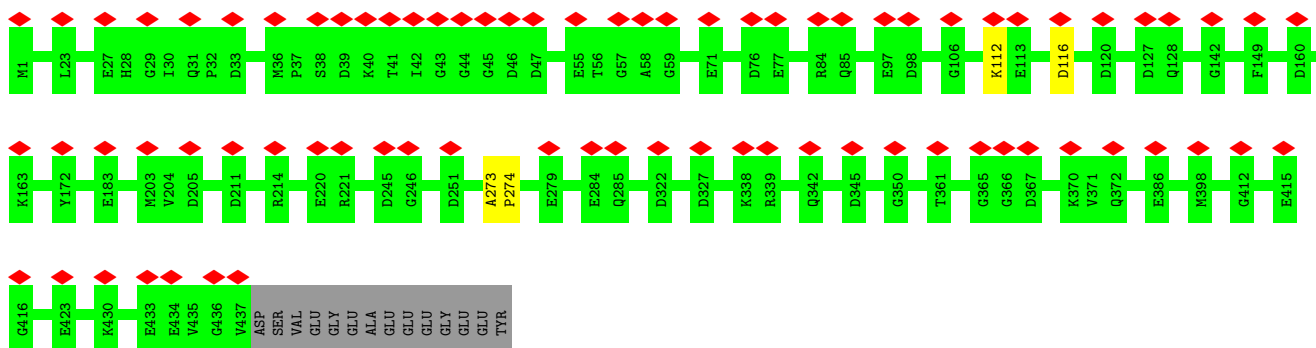 M1 L23 E27 H28 G29 I30 Q31 P32 D33 M36 P37 S38 D39 K40 T41 I42 G43 G44 G45 D46 D47 E55 T56 G57 A58 G59 E71 D76 E77 R84 Q85 E97 D98 G106 K112 E113 D116 D120 D127 Q128 G142 F149 D160
K163 Y172 E183 M203 V204 D205 D211 R214 E220 R221 D245 G246 D251 A273 P274 E279 E284 Q285 D322 D327 K338 R339 Q342 D345 G350 T361 G365 G366 D367 K370 V371 Q372 E386 M398 G412 E415
G416 E423 K430 E433 E434 V435 G436 V437 ASP SER VAL GLU GLY GLU ALA GLU GLU GLU GLY GLU GLU TYR